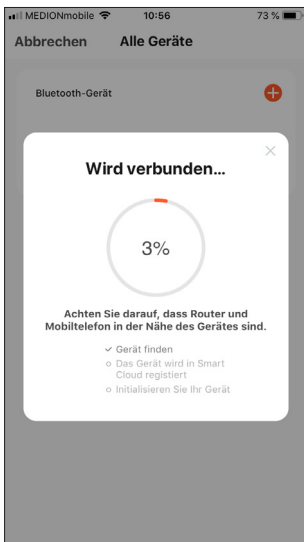 MEDIONmobile 10:56 73 %
Abbrechen Alle Geräte
Bluetooth-Gerät
Wird verbunden...
3%
Achten Sie darauf, dass Router und
Mobiltelefon in der Nähe des Gerätes sind.
Gerät finden
Das Gerät wird in Smart
Cloud registiert
Initialisieren Sie Ihr Gerät